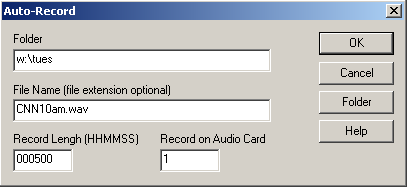 Auto-Record
Folder
w:\tues
File Name (file extension optional)
CNN10am.wav
Record Lengh (HHMMSS)
Record on Audio Card
000500
1
OK
Cancel
Folder
Help